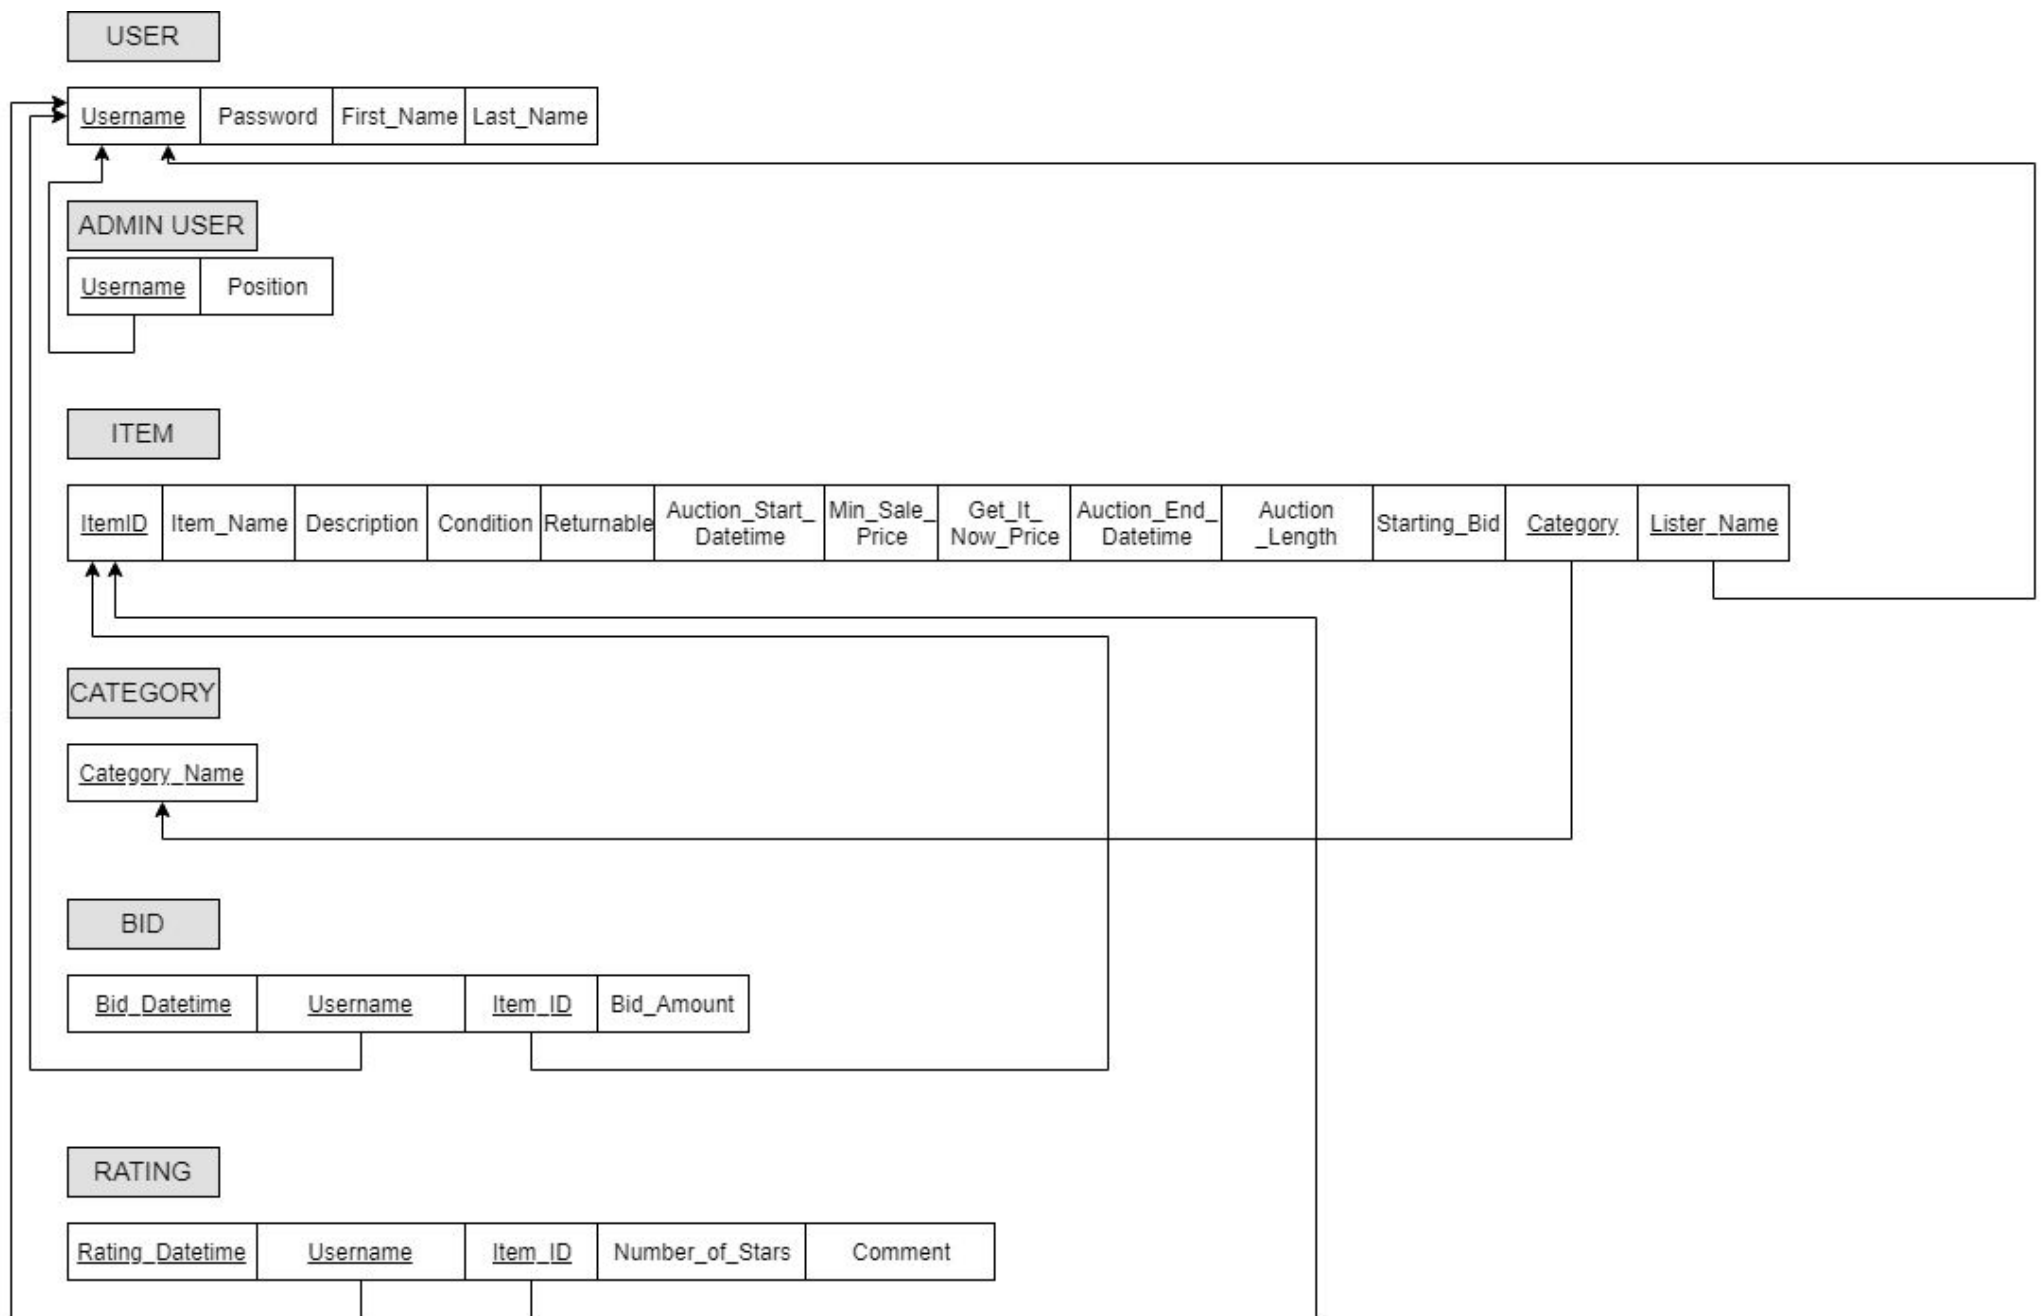 USER
Username Password First_Name Last_Name
ADMIN USER
Username Position
ITEM
ItemID Item_Name Description Condition Returnable Auction_Start_ Datetime Min_Sale_ Price Get_It_ Now_Price Auction_End_ Datetime Auction _Length Starting_Bid Category Lister_Name
CATEGORY
Category_Name
BID
Bid_Datetime Username Item_ID Bid_Amount
RATING
Rating_Datetime Username Item_ID Number_of_Stars Comment